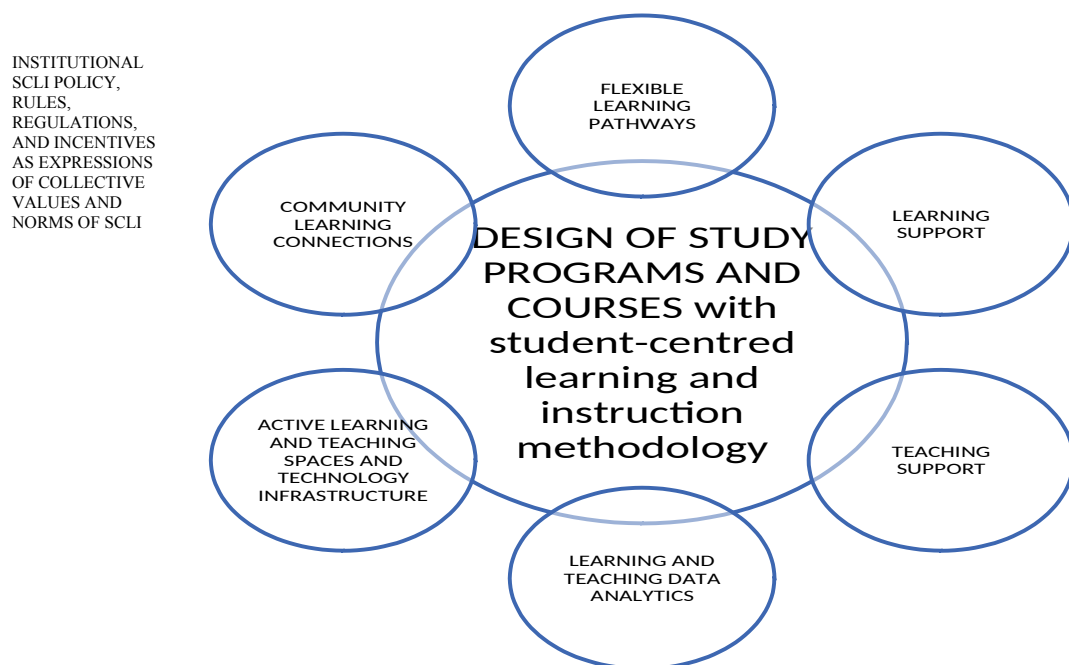 INSTITUTIONAL
SCLI POLICY,
RULES,
REGULATIONS,
AND INCENTIVES
AS EXPRESSIONS
OF COLLECTIVE
VALUES AND
NORMS OF SCLI
FLEXIBLE
LEARNING
PATHWAYS
COMMUNITY
LEARNING
CONNECTIONS
LEARNING
SUPPORT
DESIGN OF STUDY
PROGRAMS AND
COURSES with
student-centred
learning and
instruction
methodology
ACTIVE LEARNING
AND TEACHING
SPACES AND
TECHNOLOGY
INFRASTRUCTURE
TEACHING
SUPPORT
LEARNING AND
TEACHING DATA
ANALYTICS